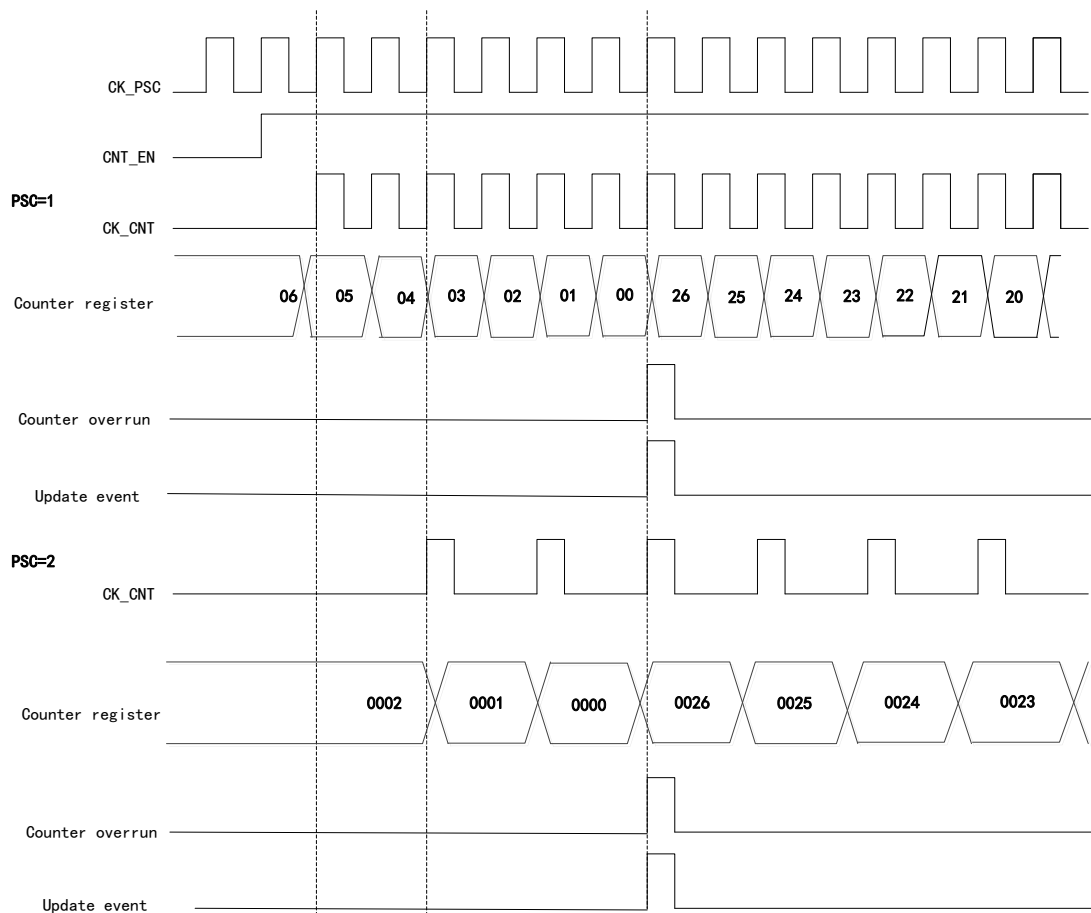 CK_PSC
CNT_EN
PSC=1
CK_CNT
Counter register 06 05 04 03 02 01 00 26 25 24 23 22 21 20
Counter overrun
Update event
PSC=2
CK_CNT
Counter register 0002 0001 0000 0026 0025 0024 0023
Counter overrun
Update event